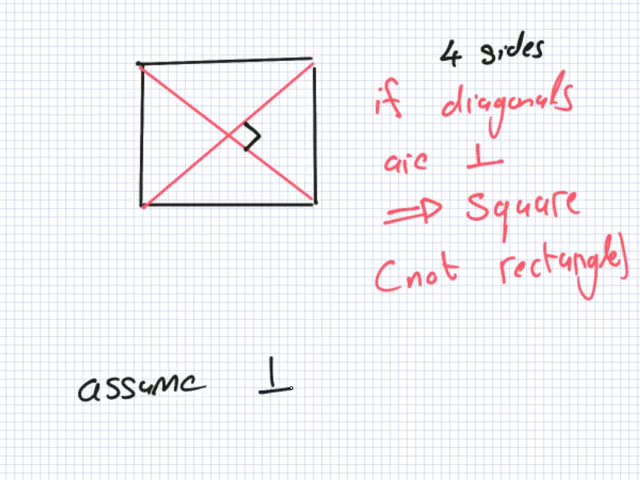 4 sides
if diagonals
are ⊥
⇒ square
(not rectangle)
assume ⊥